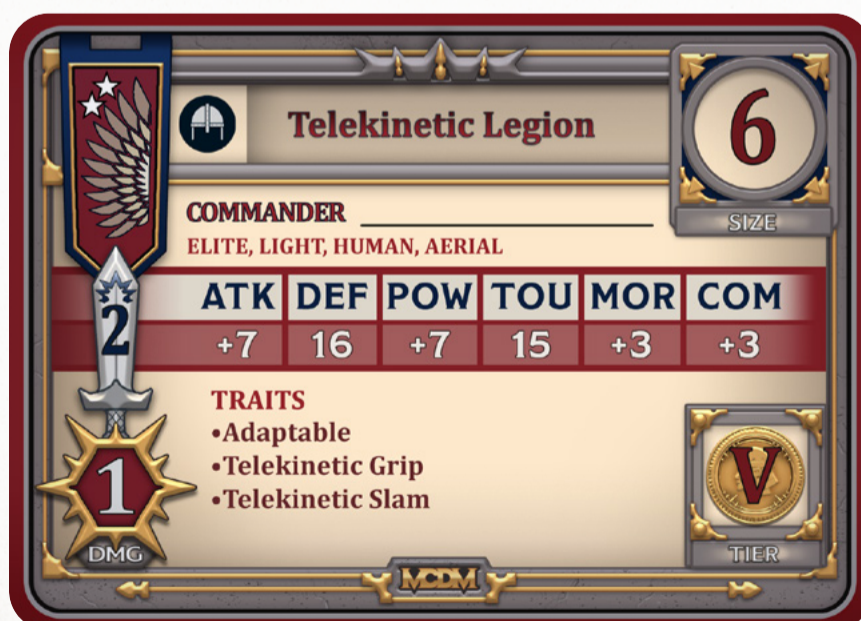 Telekinetic Legion
6
SIZE
COMMANDER
ELITE, LIGHT, HUMAN, AERIAL
ATK DEF POW TOU MOR COM
2
+7 16 +7 15 +3 +3
TRAITS
•Adaptable
•Telekinetic Grip
•Telekinetic Slam
1
DMG
V
TIER
MCDM